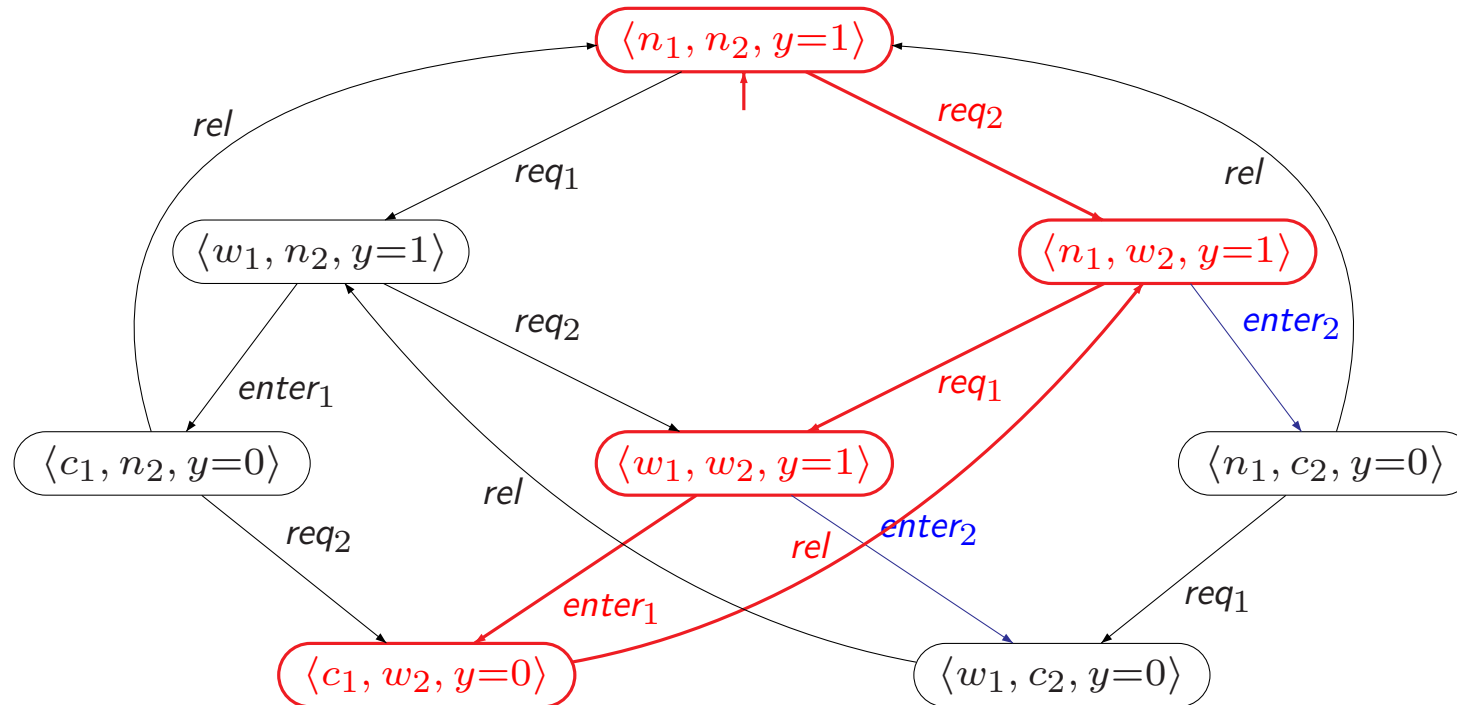 ⟨n₁, n₂, y=1⟩
rel
req₂
req₁
rel
⟨w₁, n₂, y=1⟩
⟨n₁, w₂, y=1⟩
req₂
enter₂
enter₁
req₁
⟨c₁, n₂, y=0⟩
⟨w₁, w₂, y=1⟩
⟨n₁, c₂, y=0⟩
rel
req₂
enter₂
rel
enter₁
req₁
⟨c₁, w₂, y=0⟩
⟨w₁, c₂, y=0⟩